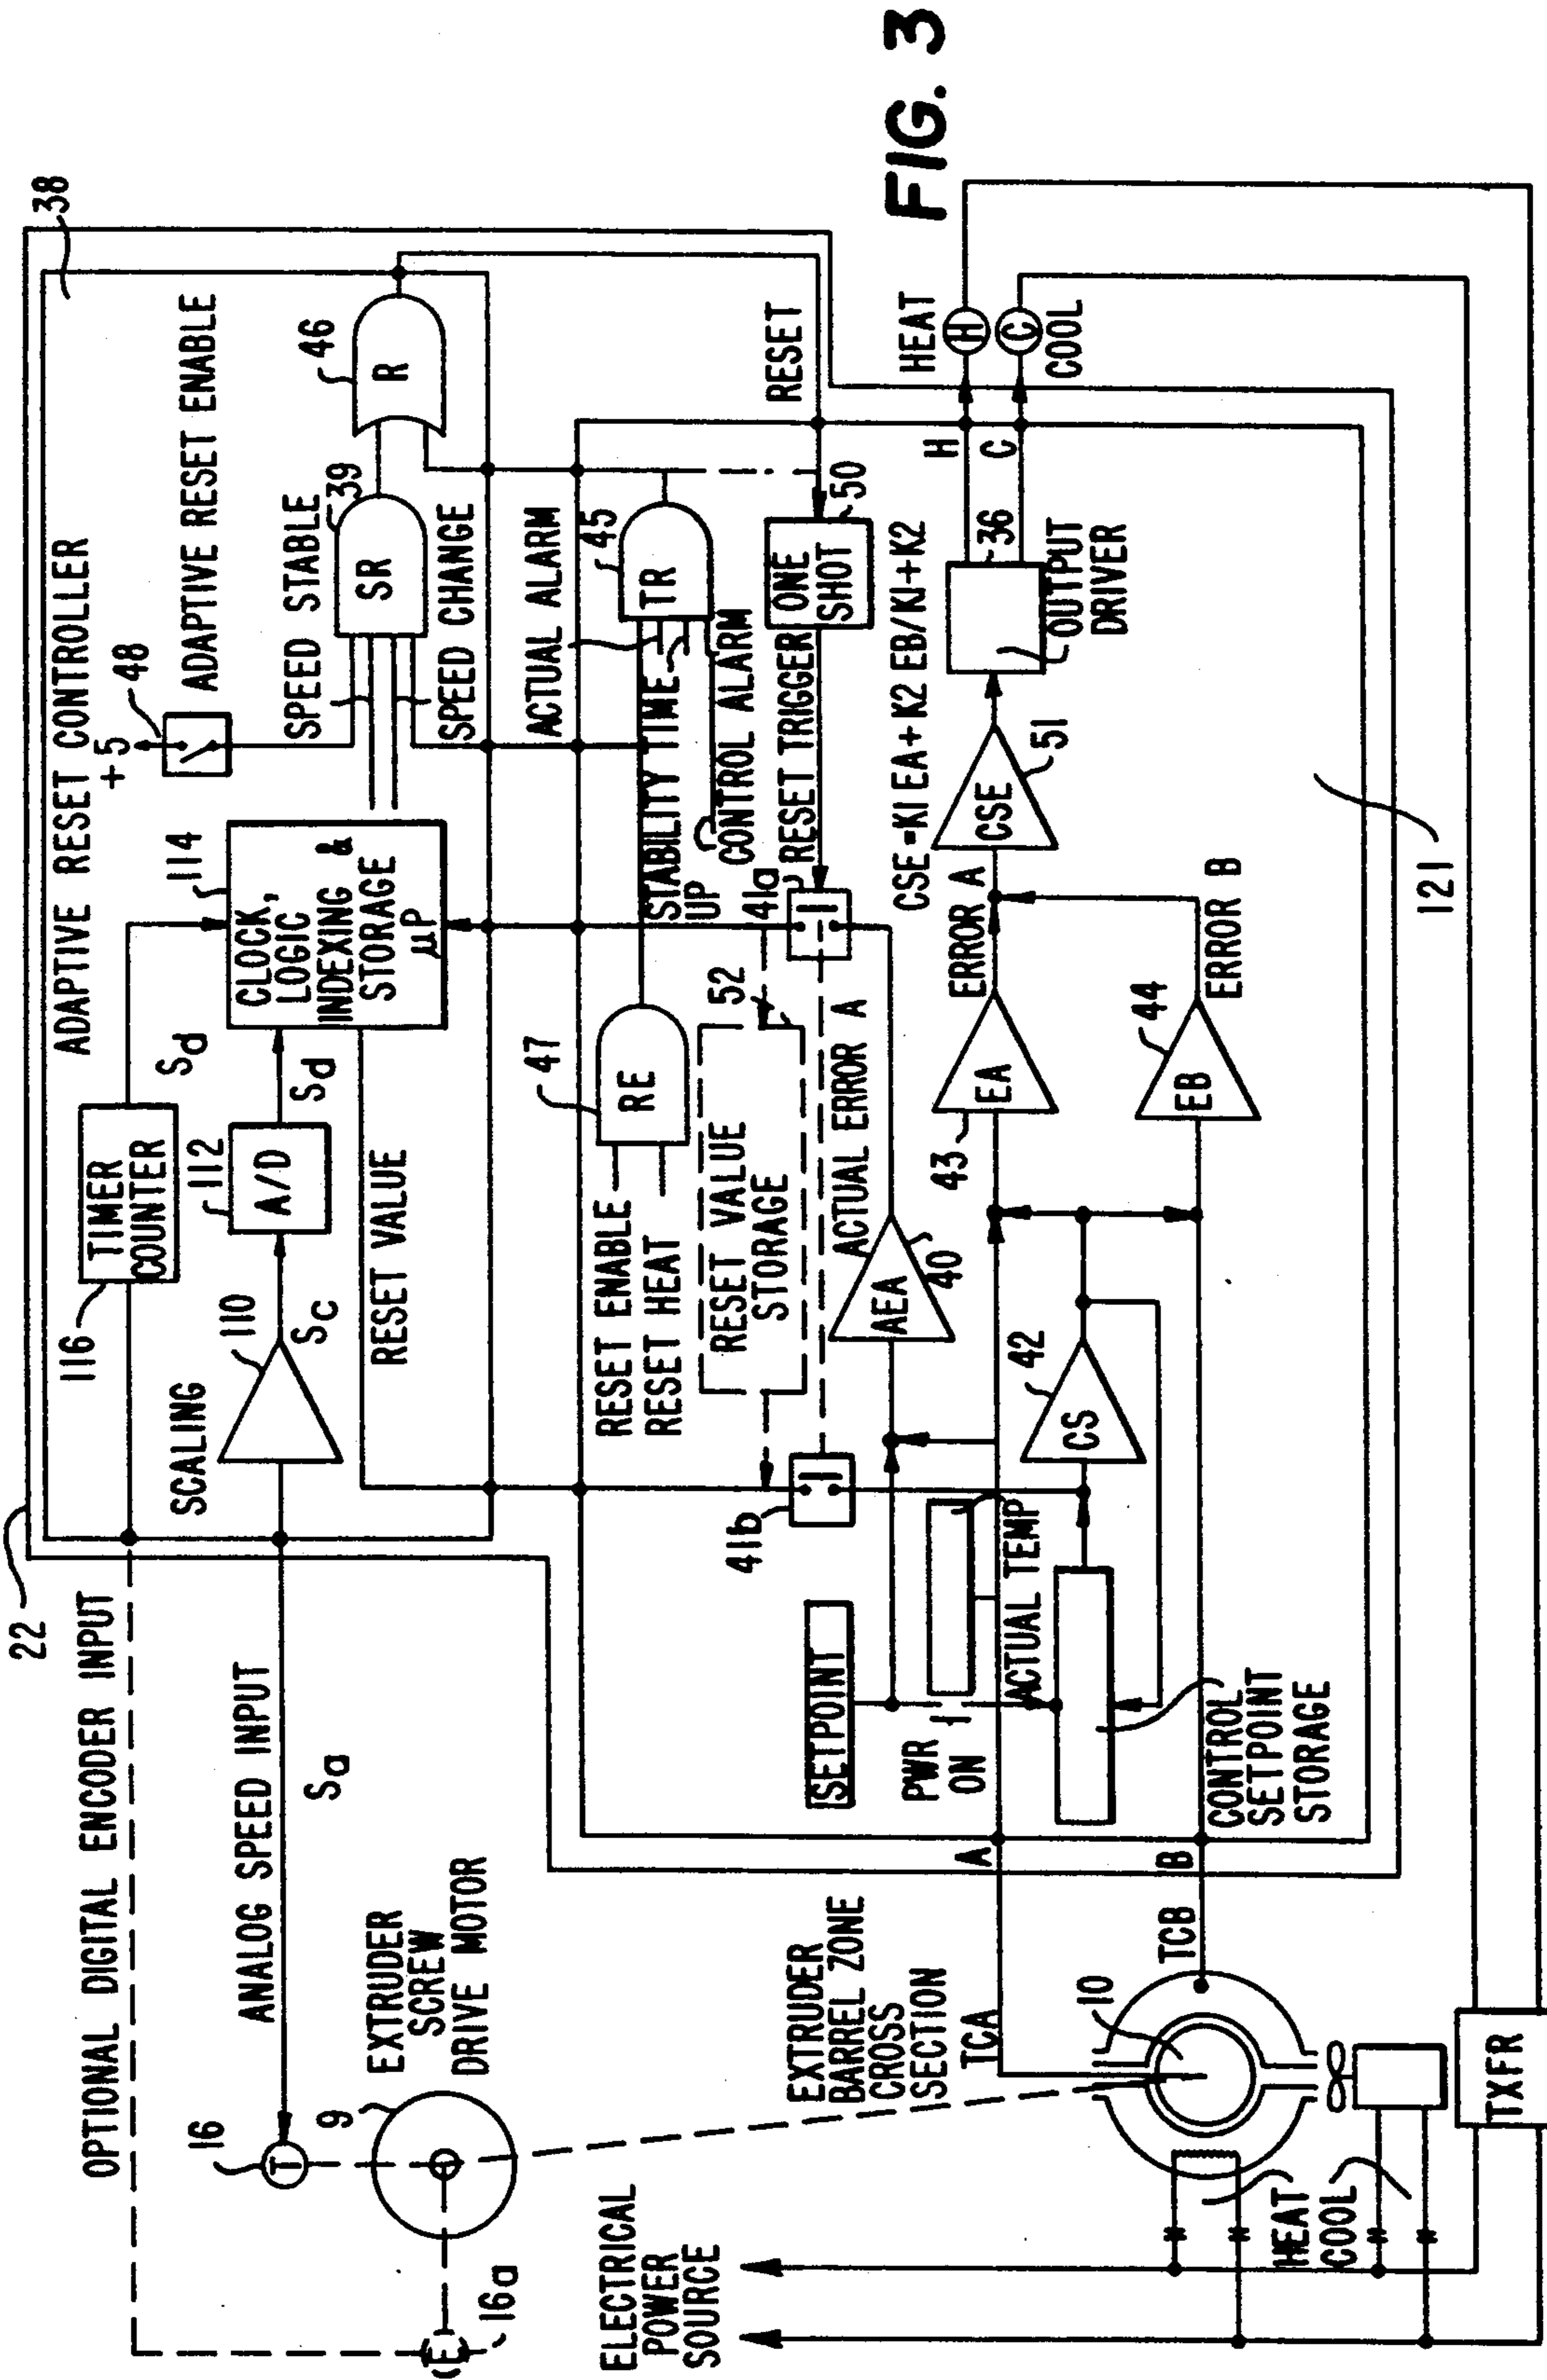 FIG. 3
22
38
ADAPTIVE RESET CONTROLLER
OPTIONAL DIGITAL ENCODER INPUT
116
TIMER
COUNTER
Sd
114
+5
48
ADAPTIVE RESET ENABLE
ANALOG SPEED INPUT
Sa
SCALING
110
Sc
112
A/D
Sd
CLOCK,
LOGIC
INDEXING &
STORAGE
μP
SPEED STABLE
39
SR
SPEED CHANGE
46
R
RESET VALUE
16
T
9
EXTRUDER
SCREW
DRIVE MOTOR
E
16a
ACTUAL ALARM
45
TR
RESET ENABLE
RESET HEAT
47
RE
STABILITY TIME
UP
CONTROL ALARM
RESET
RESET VALUE
STORAGE
52
41a
41b
RESET TRIGGER
ONE
SHOT
50
ACTUAL ERROR A
SETPOINT
AEA
40
PWR
ON
ACTUAL TEMP
CS
42
CONTROL
SETPOINT
STORAGE
43
EA
ERROR A
44
EB
ERROR B
CSE=K1 EA+K2 EB/K1+K2
CSE
51
36
OUTPUT
DRIVER
H
C
HEAT
H
C
COOL
121
ELECTRICAL
POWER
SOURCE
EXTRUDER
BARREL ZONE
CROSS
SECTION
TCA
A
10
TCB
B
HEAT
COOL
TXFR